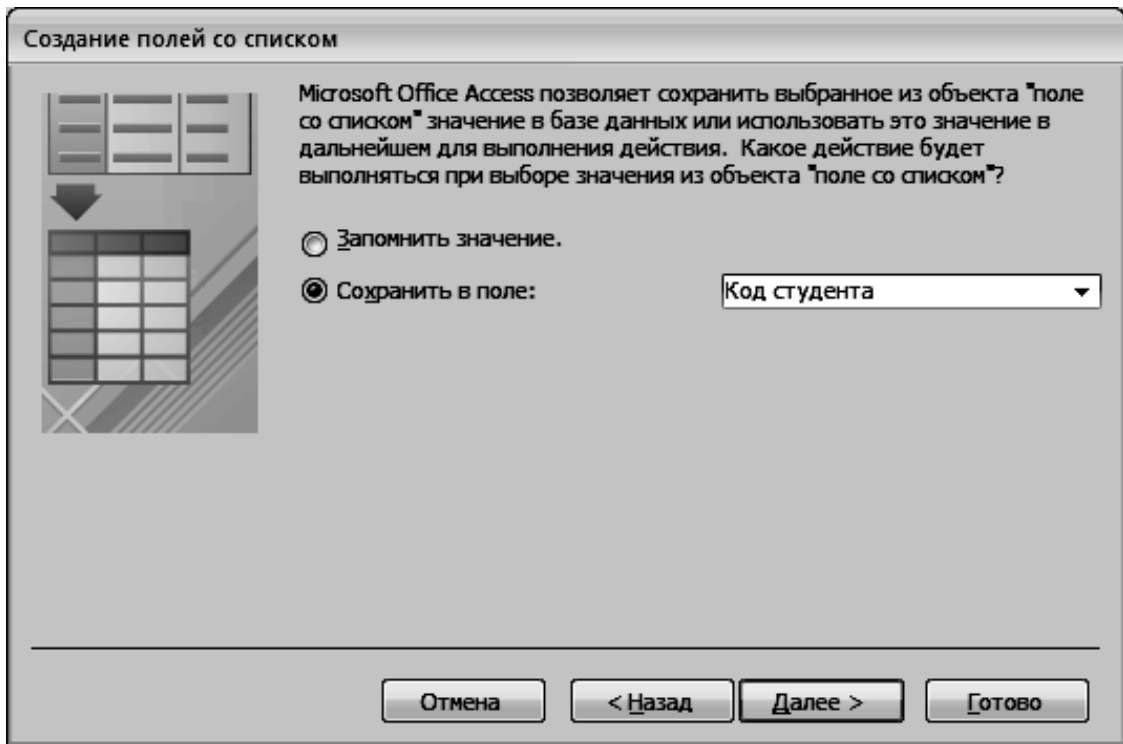 Создание полей со списком
Microsoft Office Access позволяет сохранить выбранное из объекта "поле
со списком" значение в базе данных или использовать это значение в
дальнейшем для выполнения действия. Какое действие будет
выполняться при выборе значения из объекта "поле со списком"?
Запомнить значение.
Сохранить в поле: Код студента
Отмена < Назад Далее > Готово